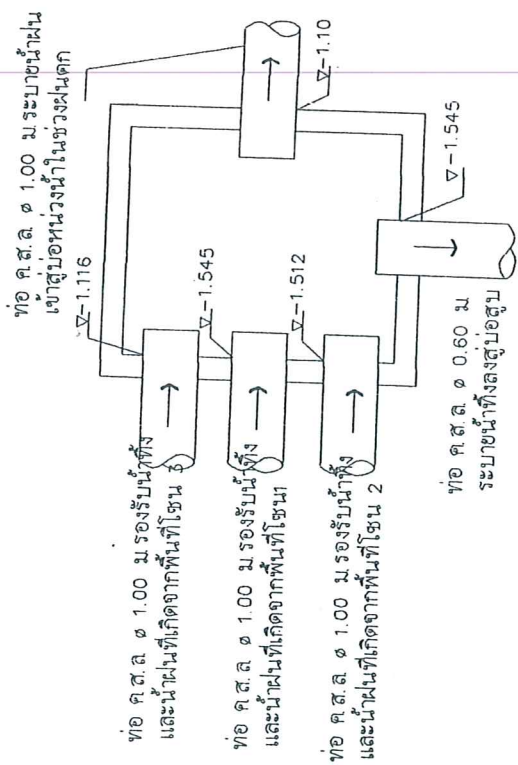 ท่อ ค.ส.ล ø 1.00 ม.ระบายน้ำฝน
เข้าสู่บ่อหน่วงน้ำในช่วงฝนตก
-1.116
-1.10
ท่อ ค.ส.ล ø 1.00 ม.รองรับน้ำทิ้ง
และน้ำฝนที่เกิดจากพื้นที่โซน 3
-1.545
ท่อ ค.ส.ล ø 1.00 ม.รองรับน้ำทิ้ง
และน้ำฝนที่เกิดจากพื้นที่โซน1
-1.512
ท่อ ค.ส.ล ø 1.00 ม.รองรับน้ำทิ้ง
และน้ำฝนที่เกิดจากพื้นที่โซน 2
-1.545
ท่อ ค.ส.ล ø 0.60 ม
ระบายน้ำทิ้งลงสู่บ่อสูบ